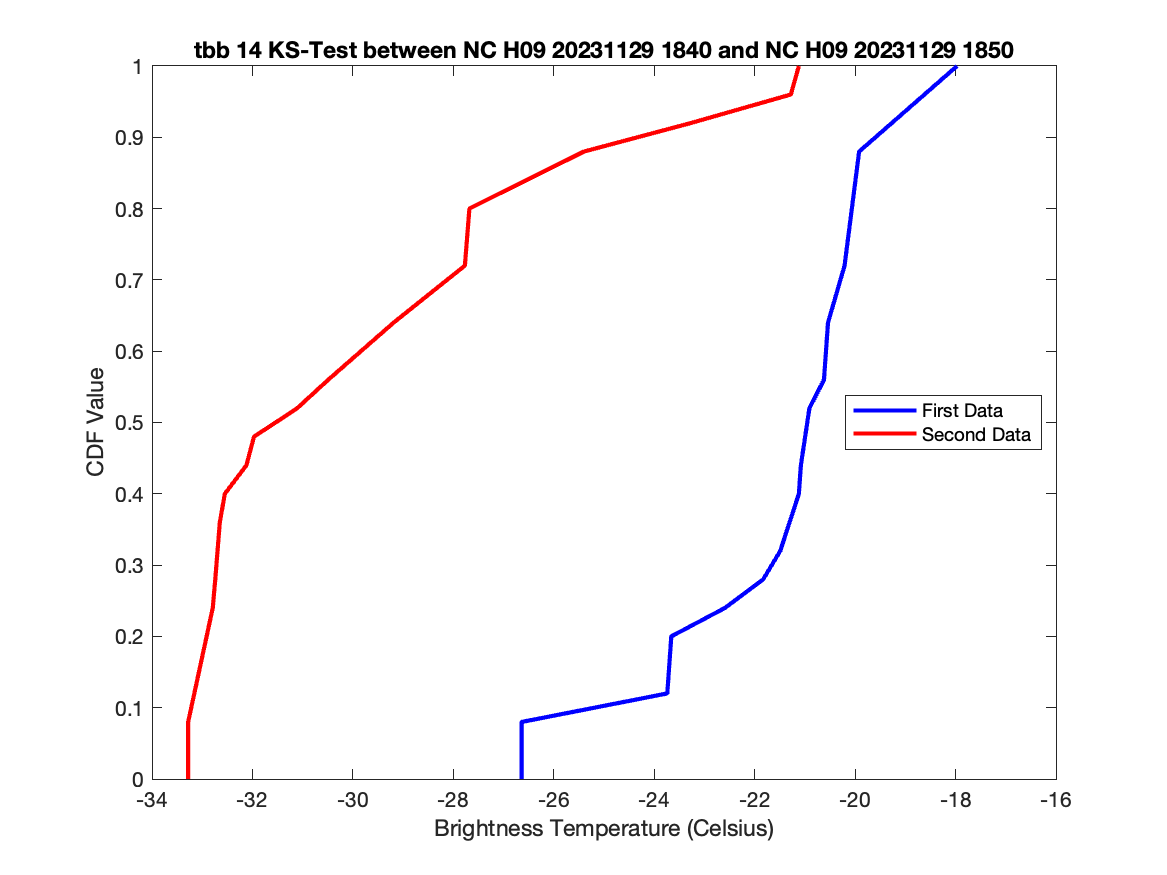 tbb 14 KS-Test between NC H09 20231129 1840 and NC H09 20231129 1850
1
0.9
0.8
0.7
0.6
0.5
0.4
0.3
0.2
0.1
0
CDF Value
First Data
Second Data
-34 -32 -30 -28 -26 -24 -22 -20 -18 -16
Brightness Temperature (Celsius)